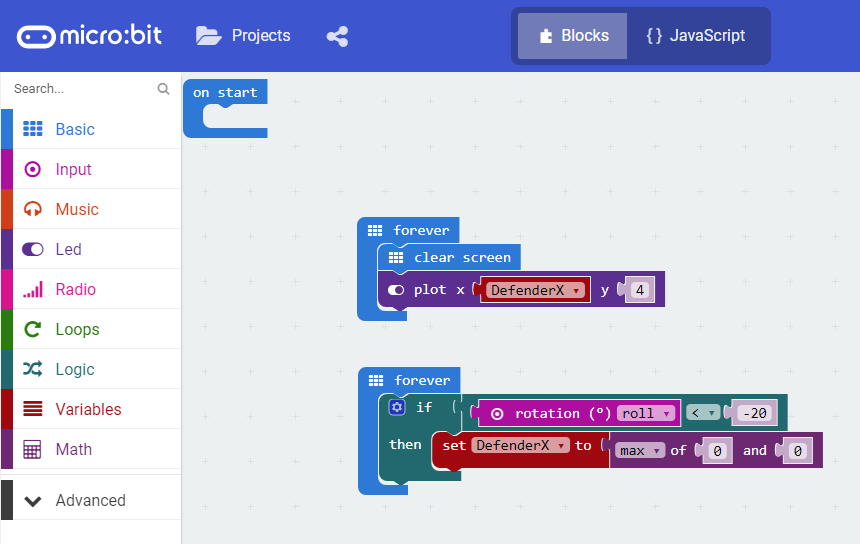 micro:bit Projects Blocks {} JavaScript
Search...
on start
Basic
Input
Music
Led
Radio
Loops
Logic
Variables
Math
Advanced
forever
clear screen
plot x DefenderX y 4
forever
if rotation (º) roll < -20
then set DefenderX to max of 0 and 0